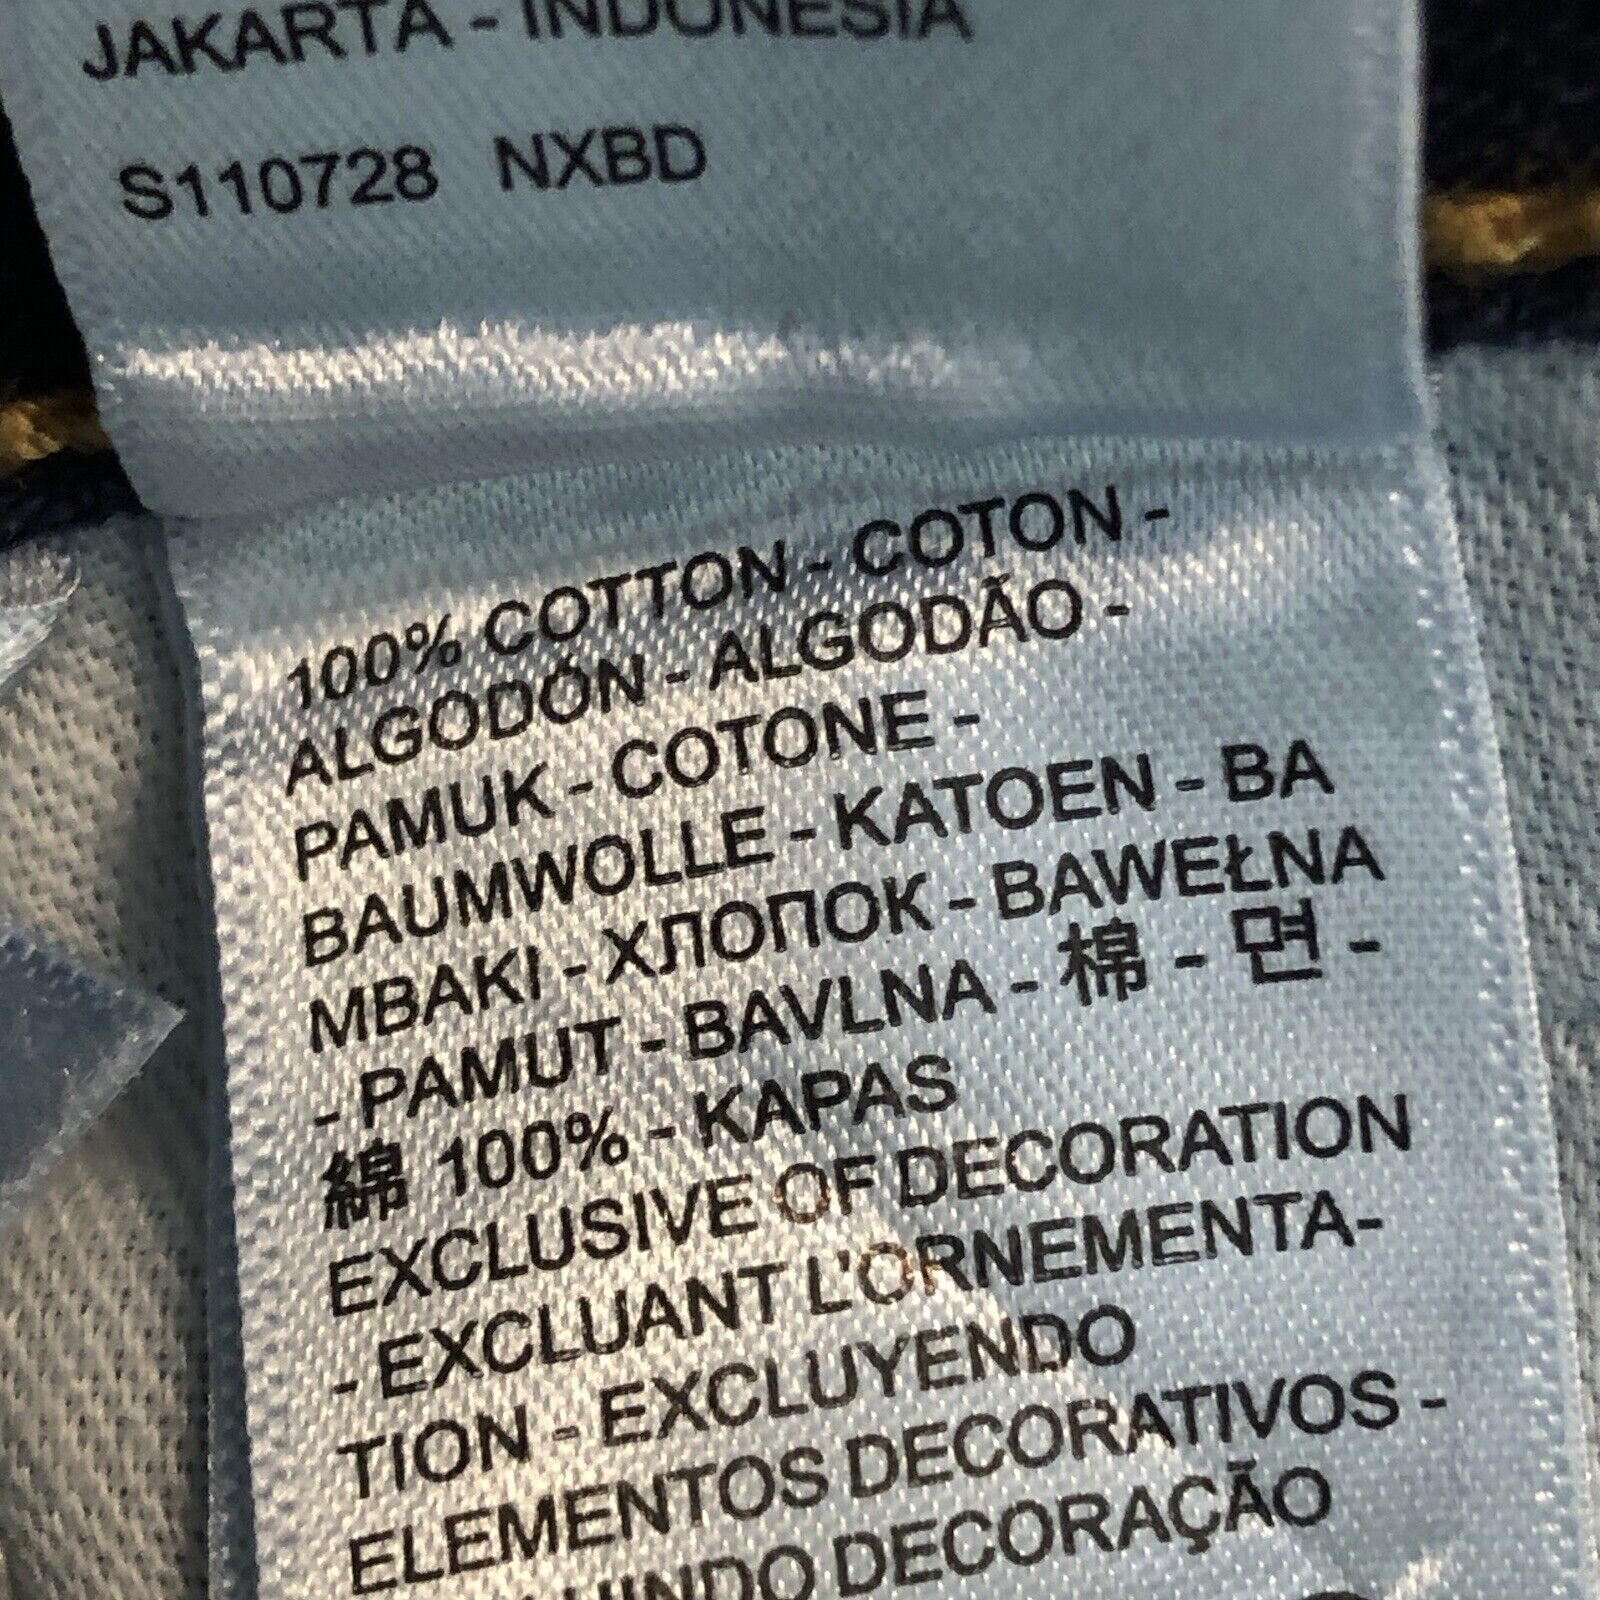 JAKARTA - INDONESIA
S110728 NXBD
100% COTTON - COTON -
ALGODÓN - ALGODÃO -
PAMUK - COTONE -
BAUMWOLLE - KATOEN - BA
MBAKI - ХЛОПОК - BAWEŁNA
- PAMUT - BAVLNA - 棉 - 면 -
綿 100% - KAPAS
EXCLUSIVE OF DECORATION
- EXCLUANT L'ORNEMENTA-
TION - EXCLUYENDO
ELEMENTOS DECORATIVOS -
DECORAÇÃO